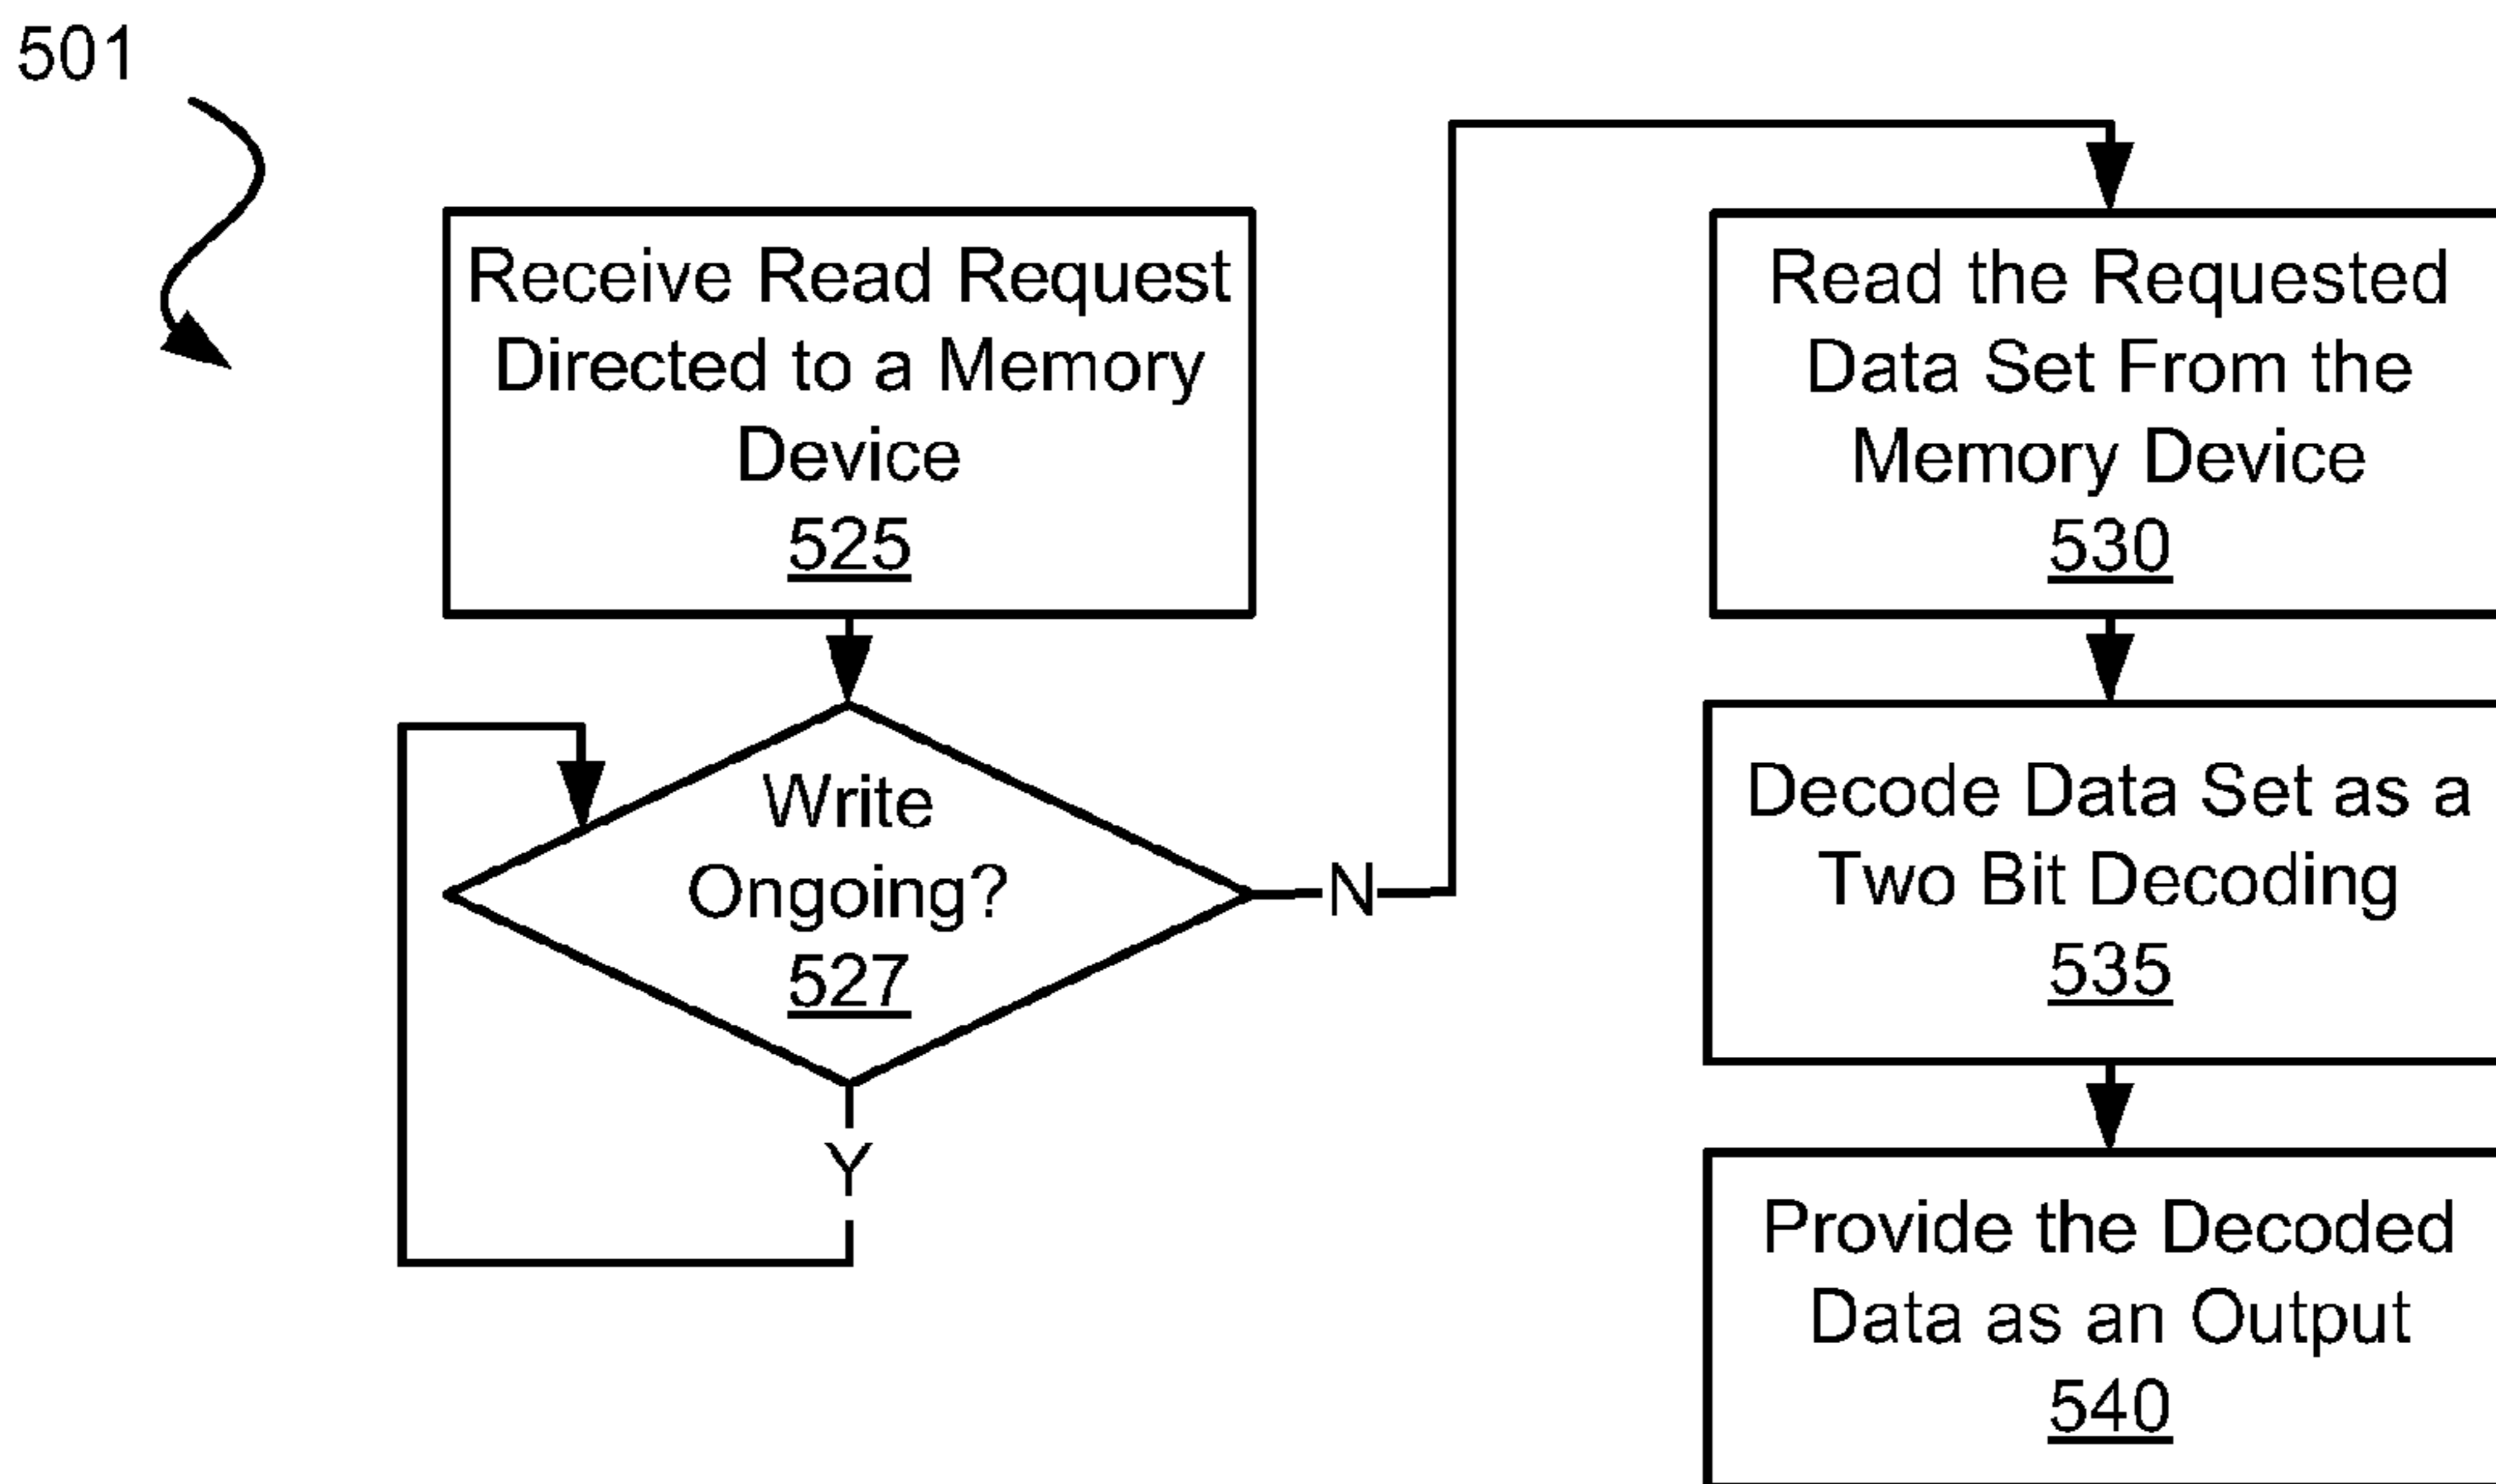 501
Receive Read Request
Directed to a Memory
Device
525
Write
Ongoing?
527
N
Y
Read the Requested
Data Set From the
Memory Device
530
Decode Data Set as a
Two Bit Decoding
535
Provide the Decoded
Data as an Output
540